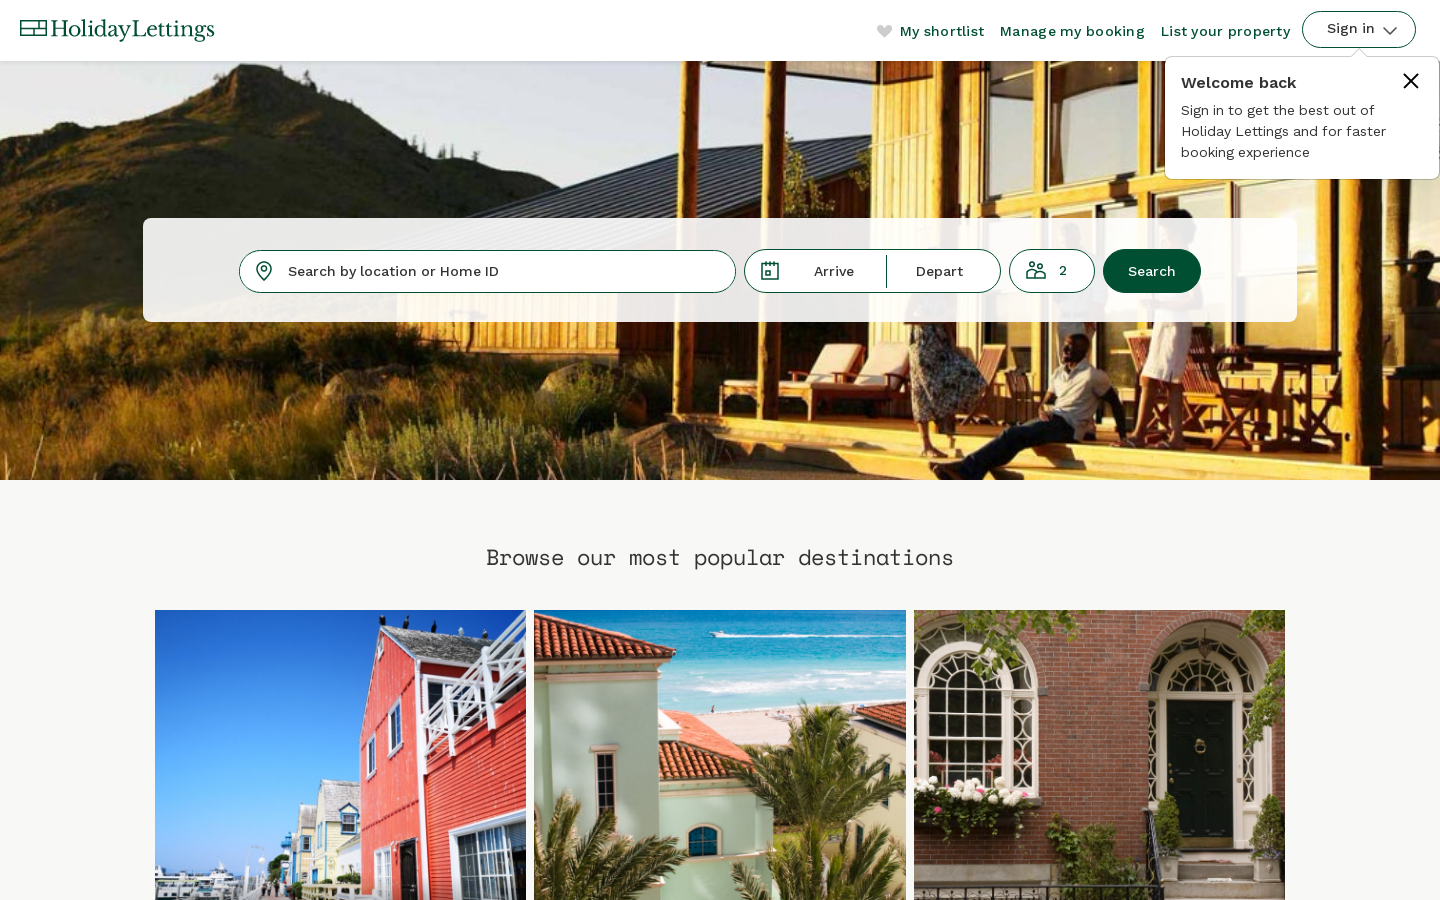 HolidayLettings
My shortlist
Manage my booking
List your property
Sign in
Welcome back
Sign in to get the best out of
Holiday Lettings and for faster
booking experience
Search by location or Home ID
Arrive
Depart
2
Search
Browse our most popular destinations